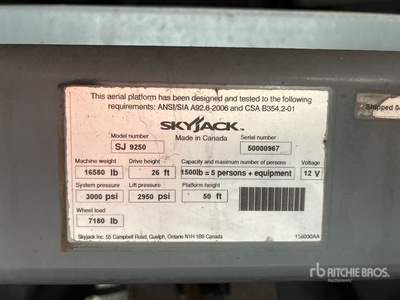 This aerial platform has been designed and tested to the following
requirements: ANSI/SIA A92.6-2006 and CSA B354.2-01
SKYJACK
Made in Canada
Model number
SJ 9250
Serial number
50000967
Machine weight
16580 lb
Drive height
26 ft
Capacity and maximum number of persons
1500lb = 5 persons + equipment
Voltage
12 V
System pressure
3000 psi
Lift pressure
2950 psi
Platform height
50 ft
Wheel load
7180 lb
Skyjack Inc. 55 Campbell Road, Guelph, Ontario N1H 1B9 Canada
158030AA
Shipped 04
rb RITCHIE BROS